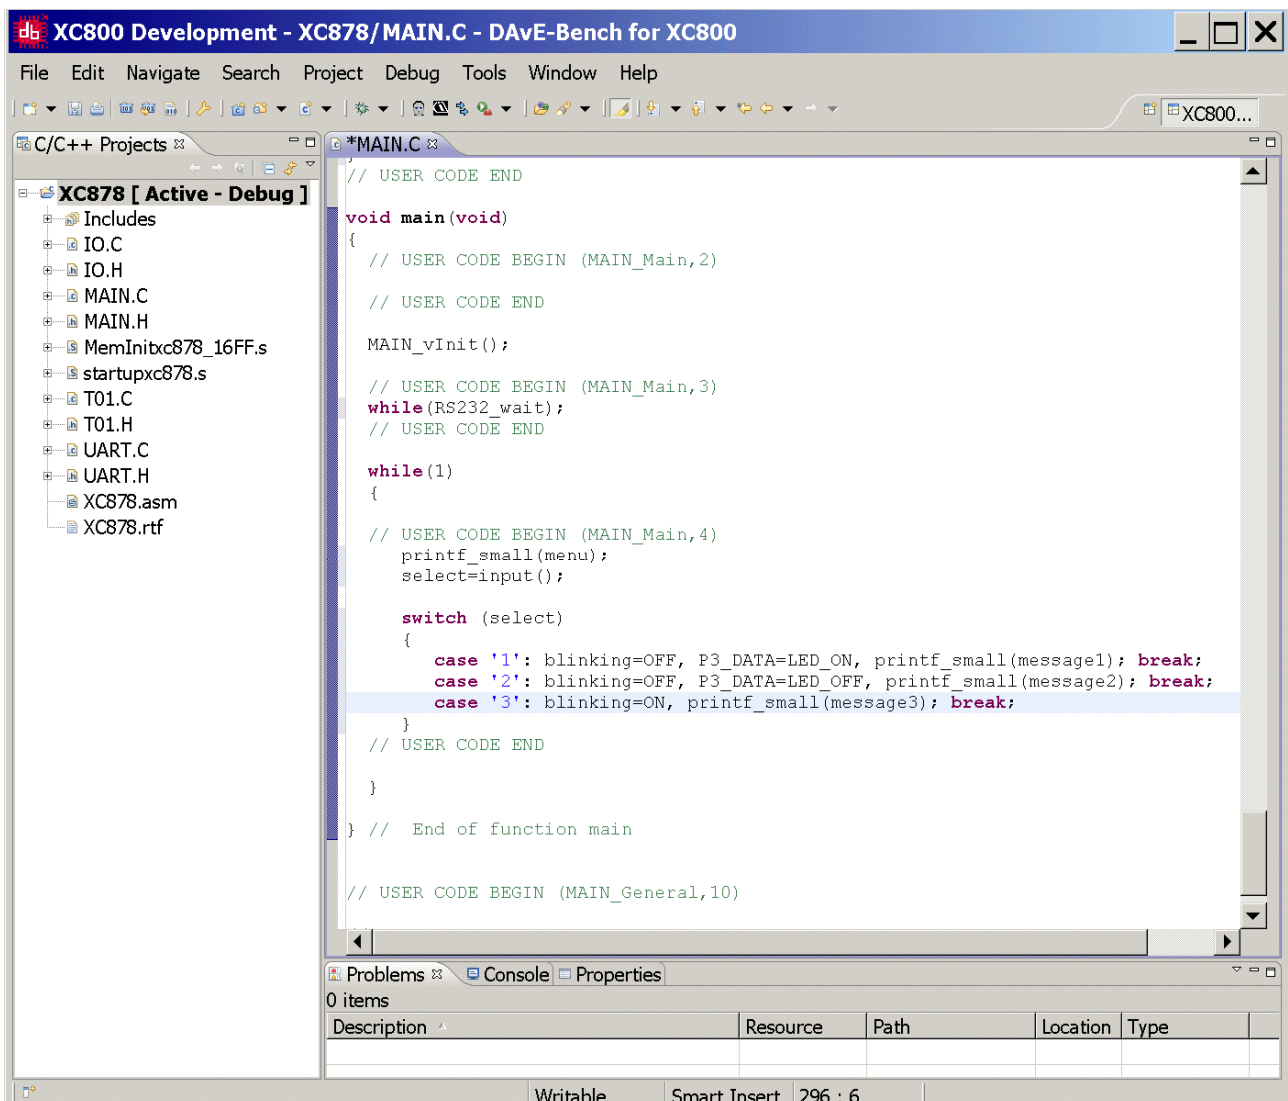 XC800 Development - XC878/MAIN.C - DAvE-Bench for XC800
File Edit Navigate Search Project Debug Tools Window Help
XC800...
C/C++ Projects
XC878 [ Active - Debug ]
Includes
IO.C
IO.H
MAIN.C
MAIN.H
MemInitxc878_16FF.s
startupxc878.s
T01.C
T01.H
UART.C
UART.H
XC878.asm
XC878.rtf
*MAIN.C
// USER CODE END
void main(void)
{
// USER CODE BEGIN (MAIN_Main,2)
// USER CODE END
MAIN_vInit();
// USER CODE BEGIN (MAIN_Main,3)
while(RS232_wait);
// USER CODE END
while(1)
{
// USER CODE BEGIN (MAIN_Main,4)
printf_small(menu);
select=input();
switch (select)
{
case '1': blinking=OFF, P3_DATA=LED_ON, printf_small(message1); break;
case '2': blinking=OFF, P3_DATA=LED_OFF, printf_small(message2); break;
case '3': blinking=ON, printf_small(message3); break;
}
// USER CODE END
}
} // End of function main
// USER CODE BEGIN (MAIN_General,10)
Problems Console Properties
0 items
Description Resource Path Location Type
Writable Smart Insert 296 : 6